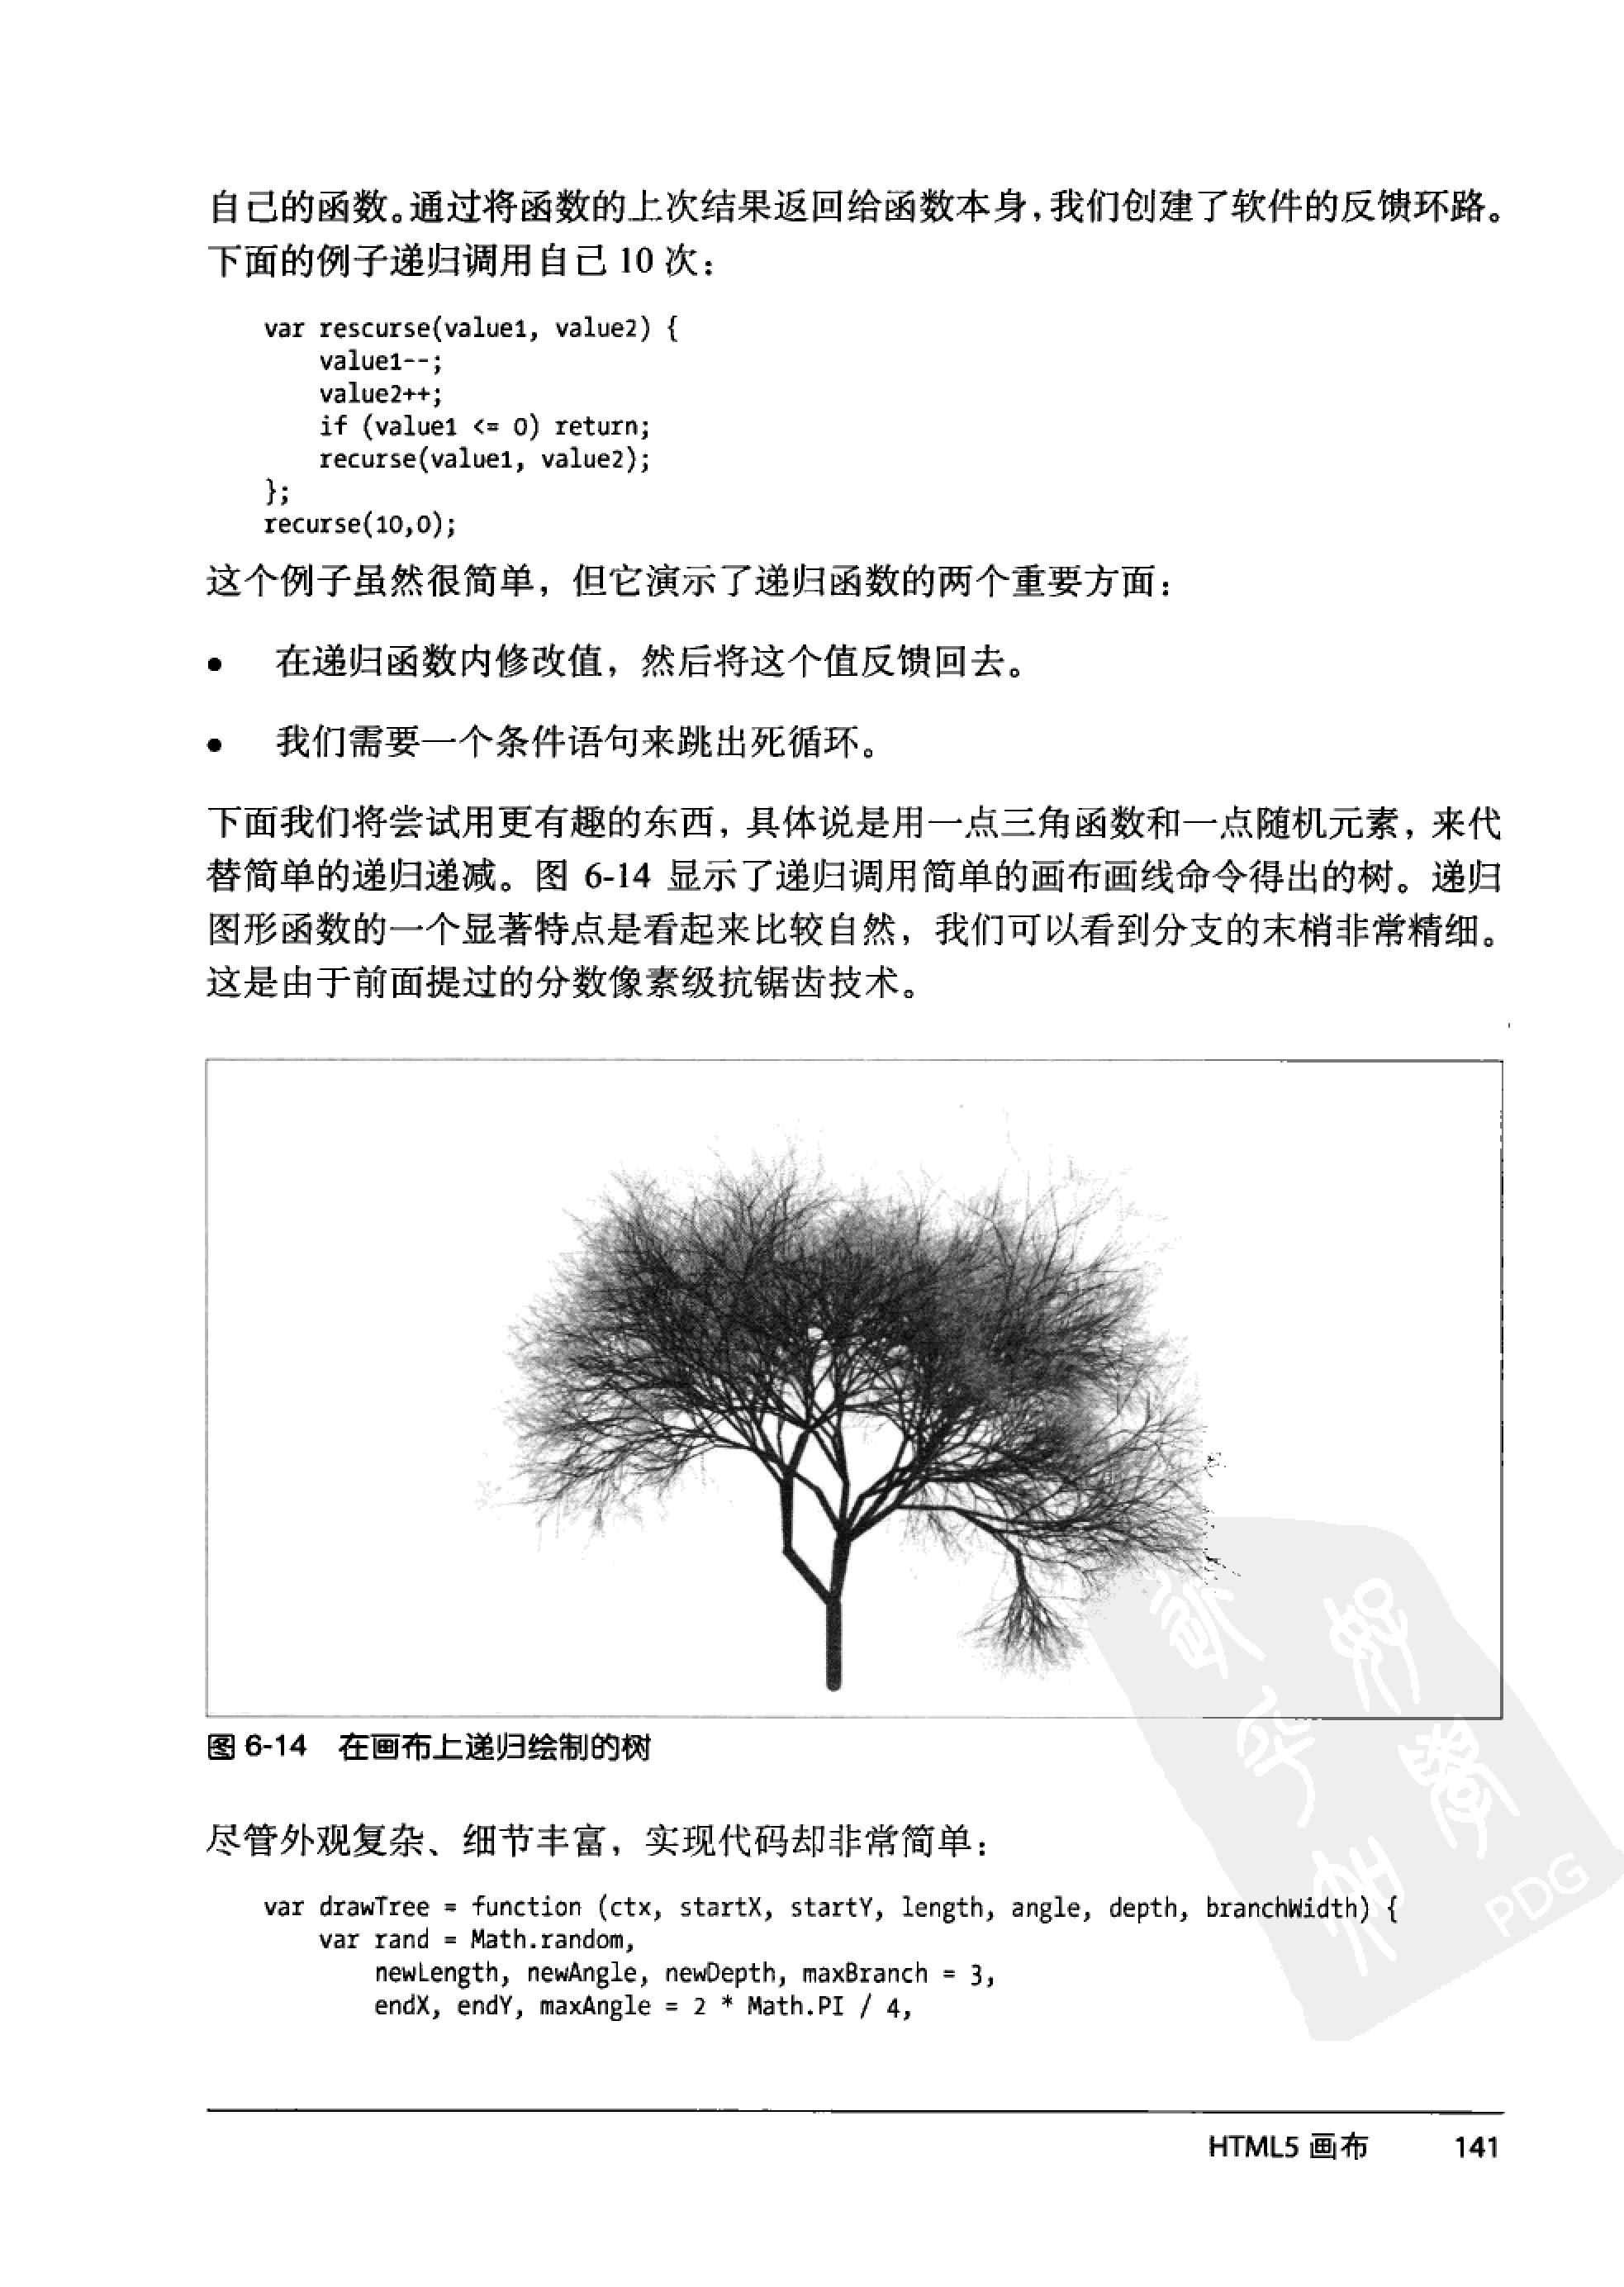 自己的函数。通过将函数的上次结果返回给函数本身，我们创建了软件的反馈环路。
下面的例子递归调用自己 10 次：
var rescurse(value1, value2) {
    value1--;
    value2++;
    if (value1 <= 0) return;
    recurse(value1, value2);
};
recurse(10,0);
这个例子虽然很简单，但它演示了递归函数的两个重要方面：
● 在递归函数内修改值，然后将这个值反馈回去。
● 我们需要一个条件语句来跳出死循环。
下面我们将尝试用更有趣的东西，具体说是用一点三角函数和一点随机元素，来代
替简单的递归递减。图 6-14 显示了递归调用简单的画布画线命令得出的树。递归
图形函数的一个显著特点是看起来比较自然，我们可以看到分支的末梢非常精细。
这是由于前面提过的分数像素级抗锯齿技术。
图 6-14 在画布上递归绘制的树
尽管外观复杂、细节丰富，实现代码却非常简单：
var drawTree = function (ctx, startX, startY, length, angle, depth, branchWidth) {
    var rand = Math.random,
        newLength, newAngle, newDepth, maxBranch = 3,
        endX, endY, maxAngle = 2 * Math.PI / 4,
PDG
HTML5 画布 141